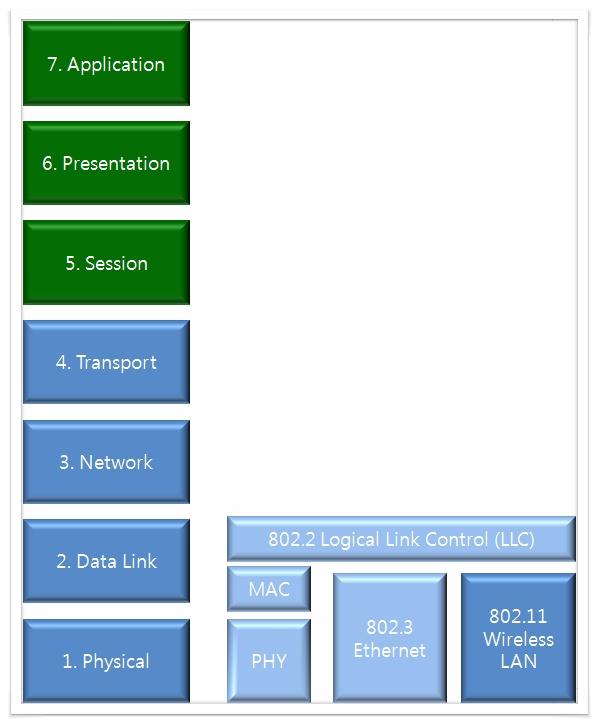 7. Application
6. Presentation
5. Session
4. Transport
3. Network
2. Data Link
1. Physical
802.2 Logical Link Control (LLC)
MAC
PHY
802.3
Ethernet
802.11
Wireless
LAN